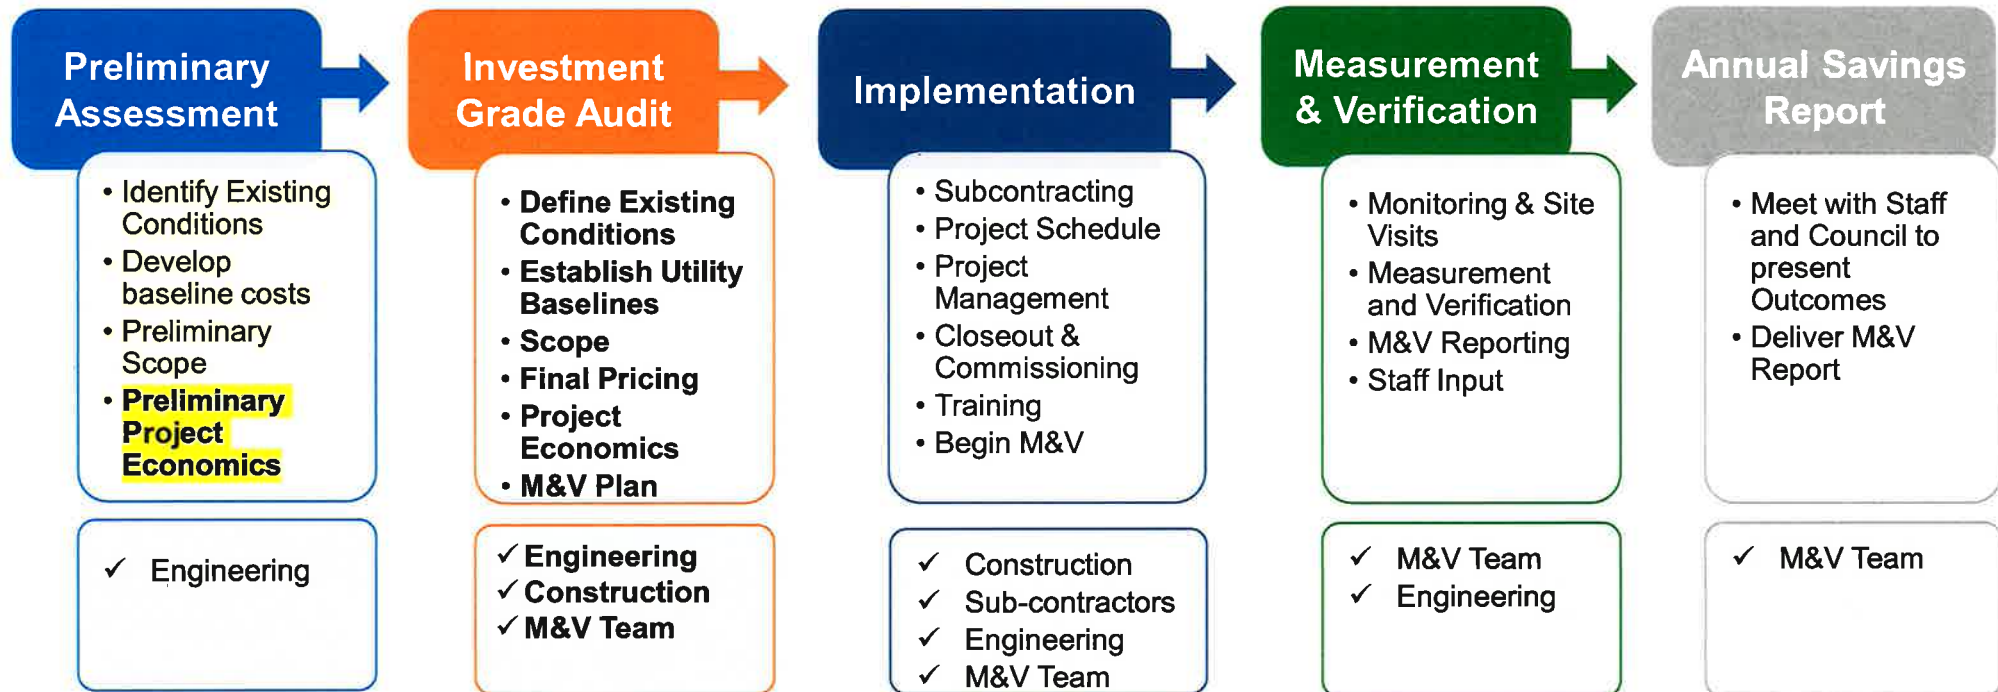 Preliminary
Assessment
• Identify Existing
Conditions
• Develop
baseline costs
• Preliminary
Scope
• Preliminary
Project
Economics
✓ Engineering
Investment
Grade Audit
• Define Existing
Conditions
• Establish Utility
Baselines
• Scope
• Final Pricing
• Project
Economics
• M&V Plan
✓ Engineering
✓ Construction
✓ M&V Team
Implementation
• Subcontracting
• Project Schedule
• Project
Management
• Closeout &
Commissioning
• Training
• Begin M&V
✓ Construction
✓ Sub-contractors
✓ Engineering
✓ M&V Team
Measurement
& Verification
• Monitoring & Site
Visits
• Measurement
and Verification
• M&V Reporting
• Staff Input
✓ M&V Team
✓ Engineering
Annual Savings
Report
• Meet with Staff
and Council to
present
Outcomes
• Deliver M&V
Report
✓ M&V Team